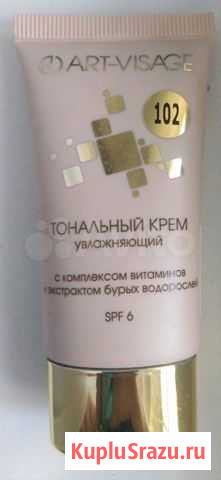 ART-VISAGE
102
ТОНАЛЬНЫЙ КРЕМ
увлажняющий
с комплексом витаминов
и экстрактом бурых водорослей
SPF 6
KupluSrazu.ru